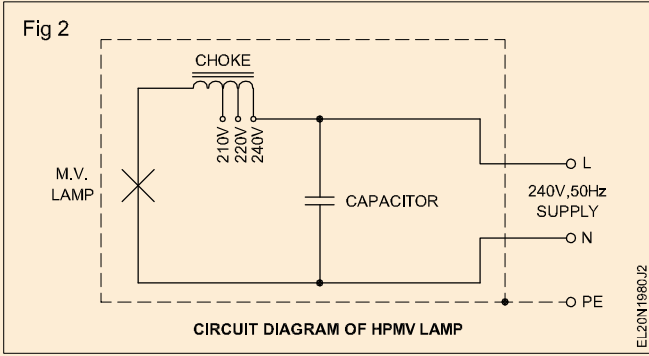 Fig 2
CHOKE
210V
220V
240V
M.V.
LAMP
CAPACITOR
L
240V,50Hz
SUPPLY
N
PE
CIRCUIT DIAGRAM OF HPMV LAMP
EL20N1980J2